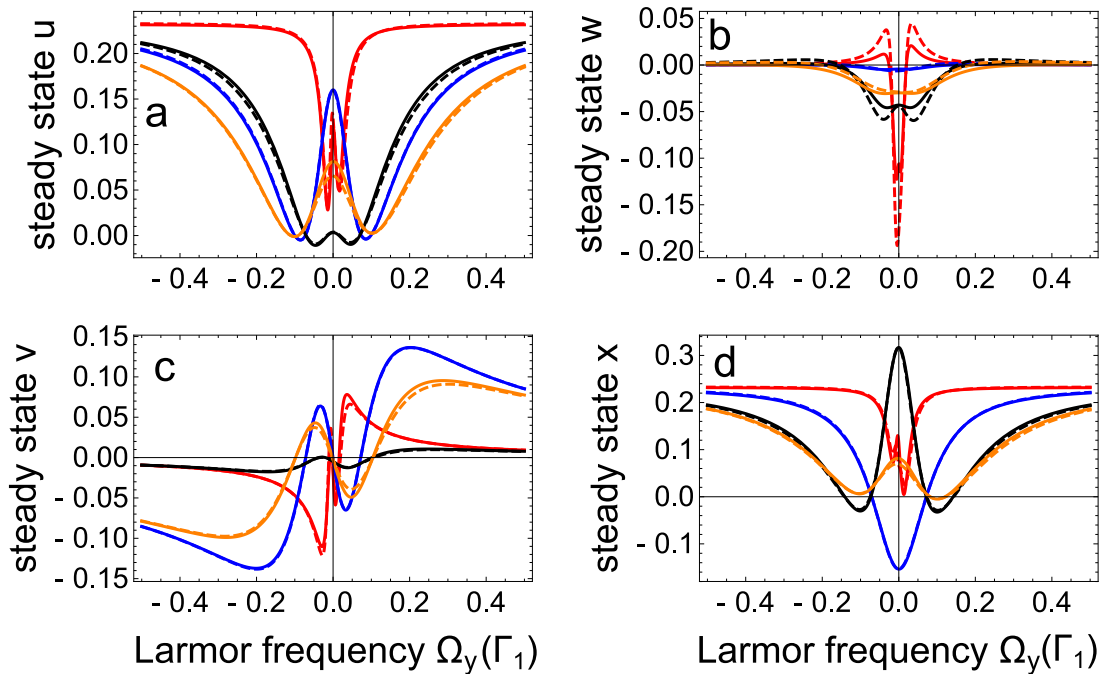 a
steady state u
0.20
0.15
0.10
0.05
0.00
- 0.4 - 0.2 0.0 0.2 0.4
b
steady state w
0.05
0.00
- 0.05
- 0.10
- 0.15
- 0.20
- 0.4 - 0.2 0.0 0.2 0.4
c
steady state v
0.15
0.10
0.05
0.00
- 0.05
- 0.10
- 0.15
- 0.4 - 0.2 0.0 0.2 0.4
Larmor frequency Ωy(Γ1)
d
steady state x
0.3
0.2
0.1
0.0
- 0.1
- 0.4 - 0.2 0.0 0.2 0.4
Larmor frequency Ωy(Γ1)